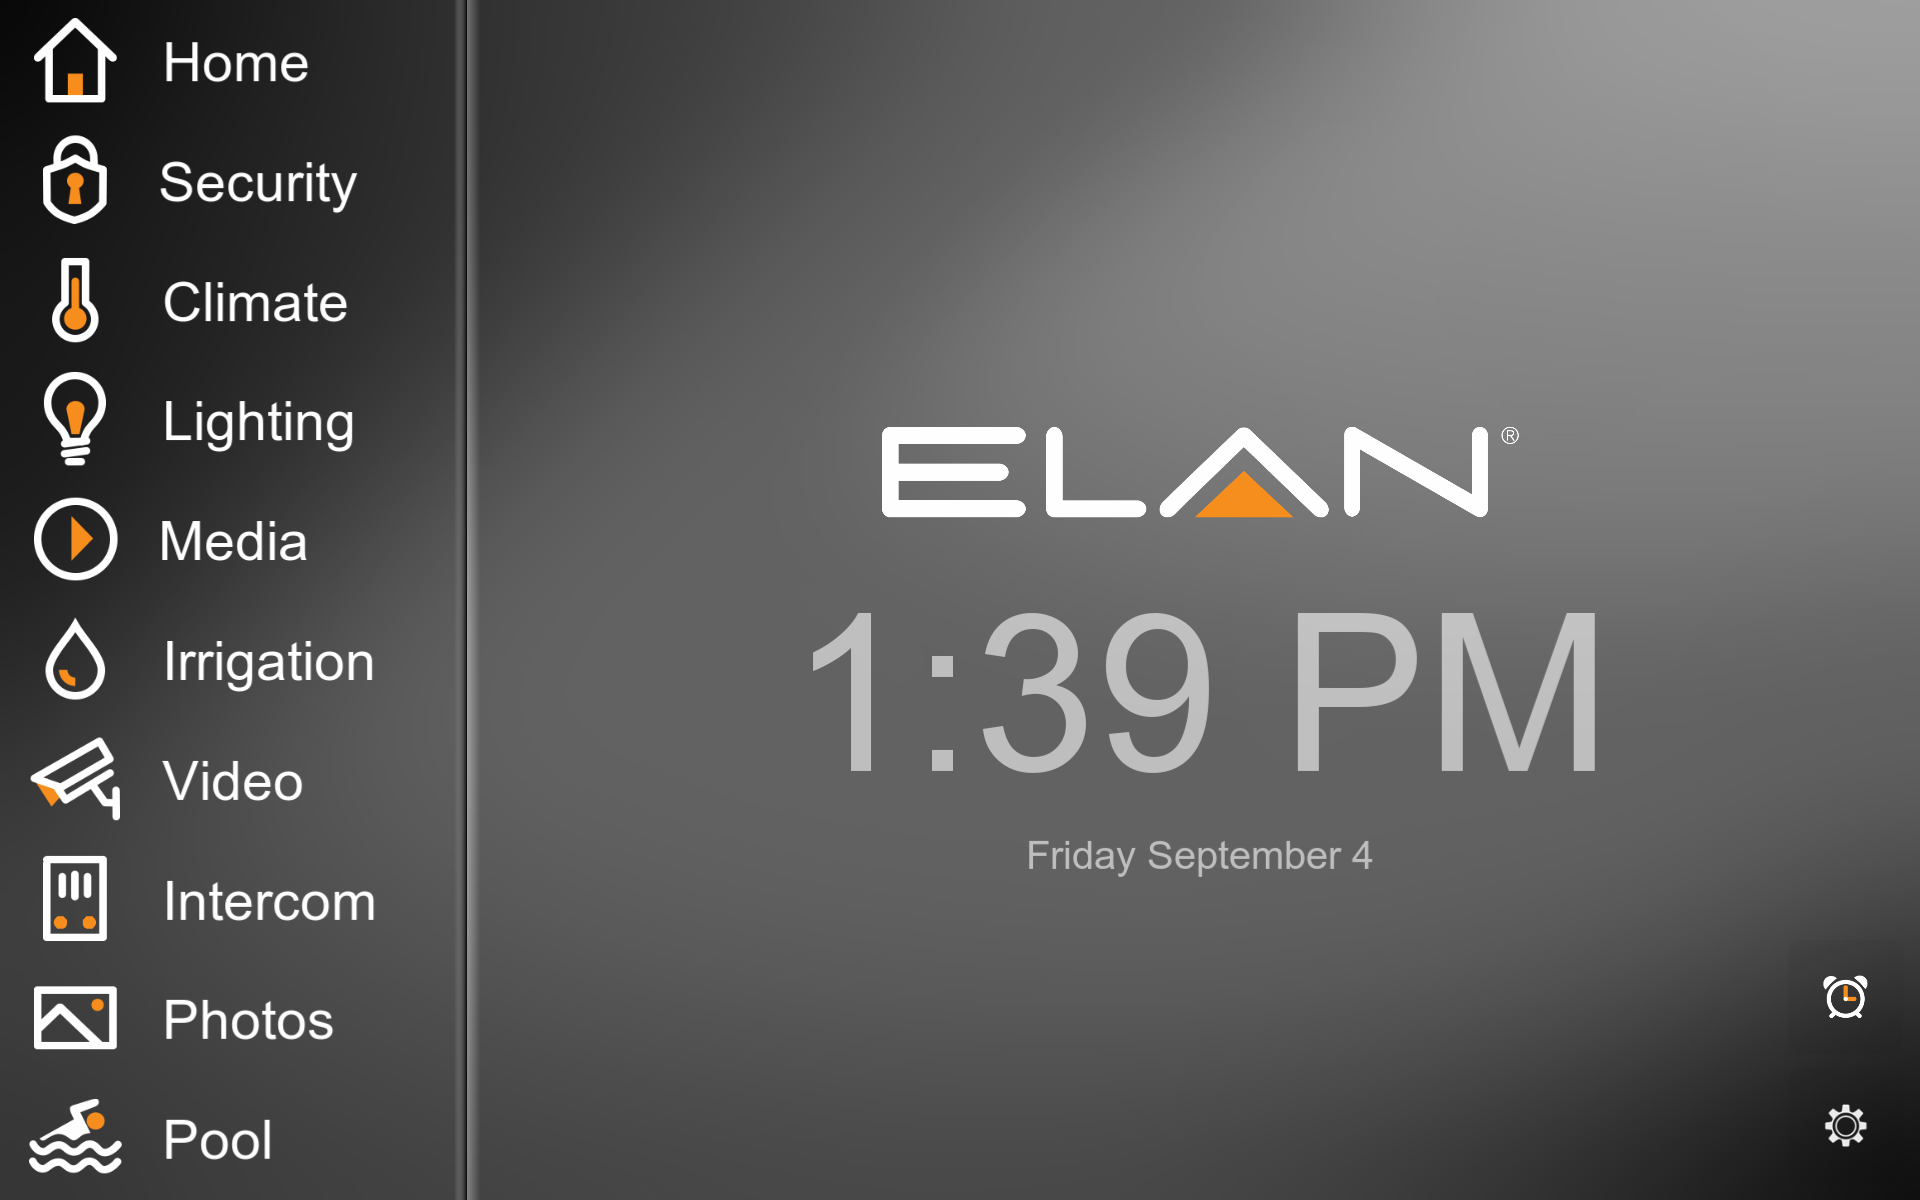 Home
Security
Climate
Lighting
Media
Irrigation
Video
Intercom
Photos
Pool
ELAN®
1:39 PM
Friday September 4